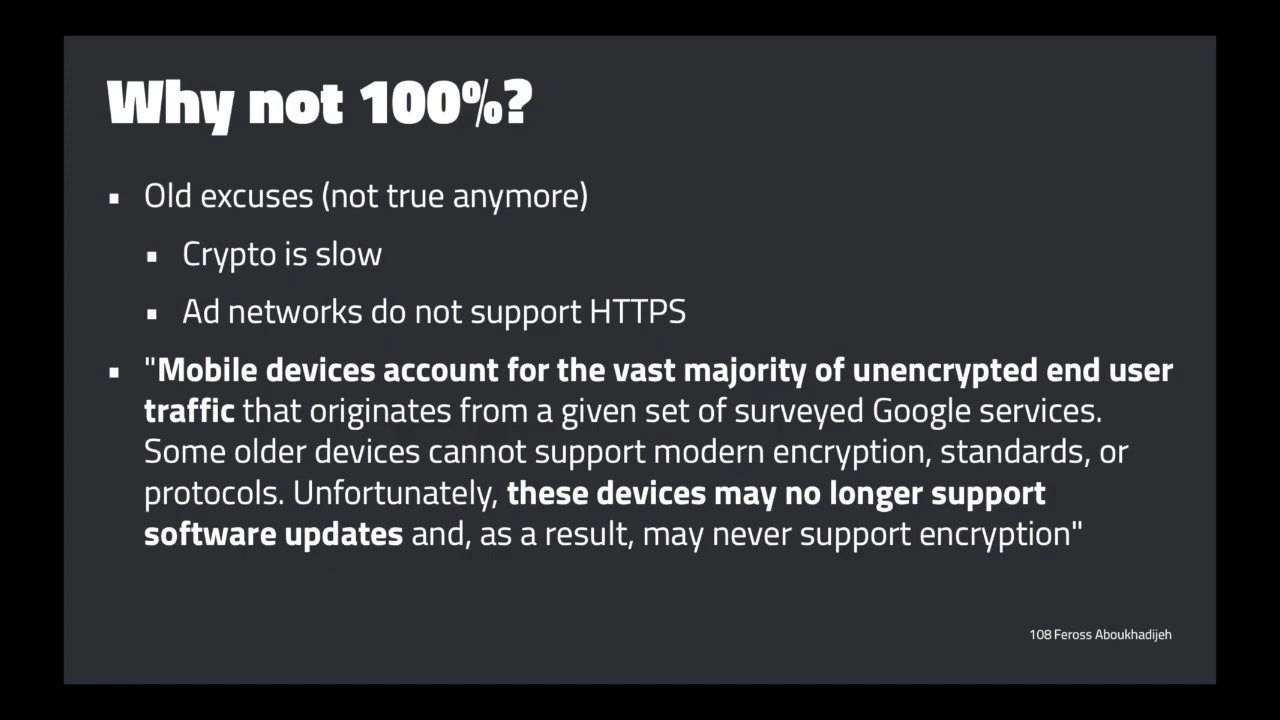 Why not 100%?
▪ Old excuses (not true anymore)
▪ Crypto is slow
▪ Ad networks do not support HTTPS
▪ "Mobile devices account for the vast majority of unencrypted end user
traffic that originates from a given set of surveyed Google services.
Some older devices cannot support modern encryption, standards, or
protocols. Unfortunately, these devices may no longer support
software updates and, as a result, may never support encryption"
108 Feross Aboukhadijeh